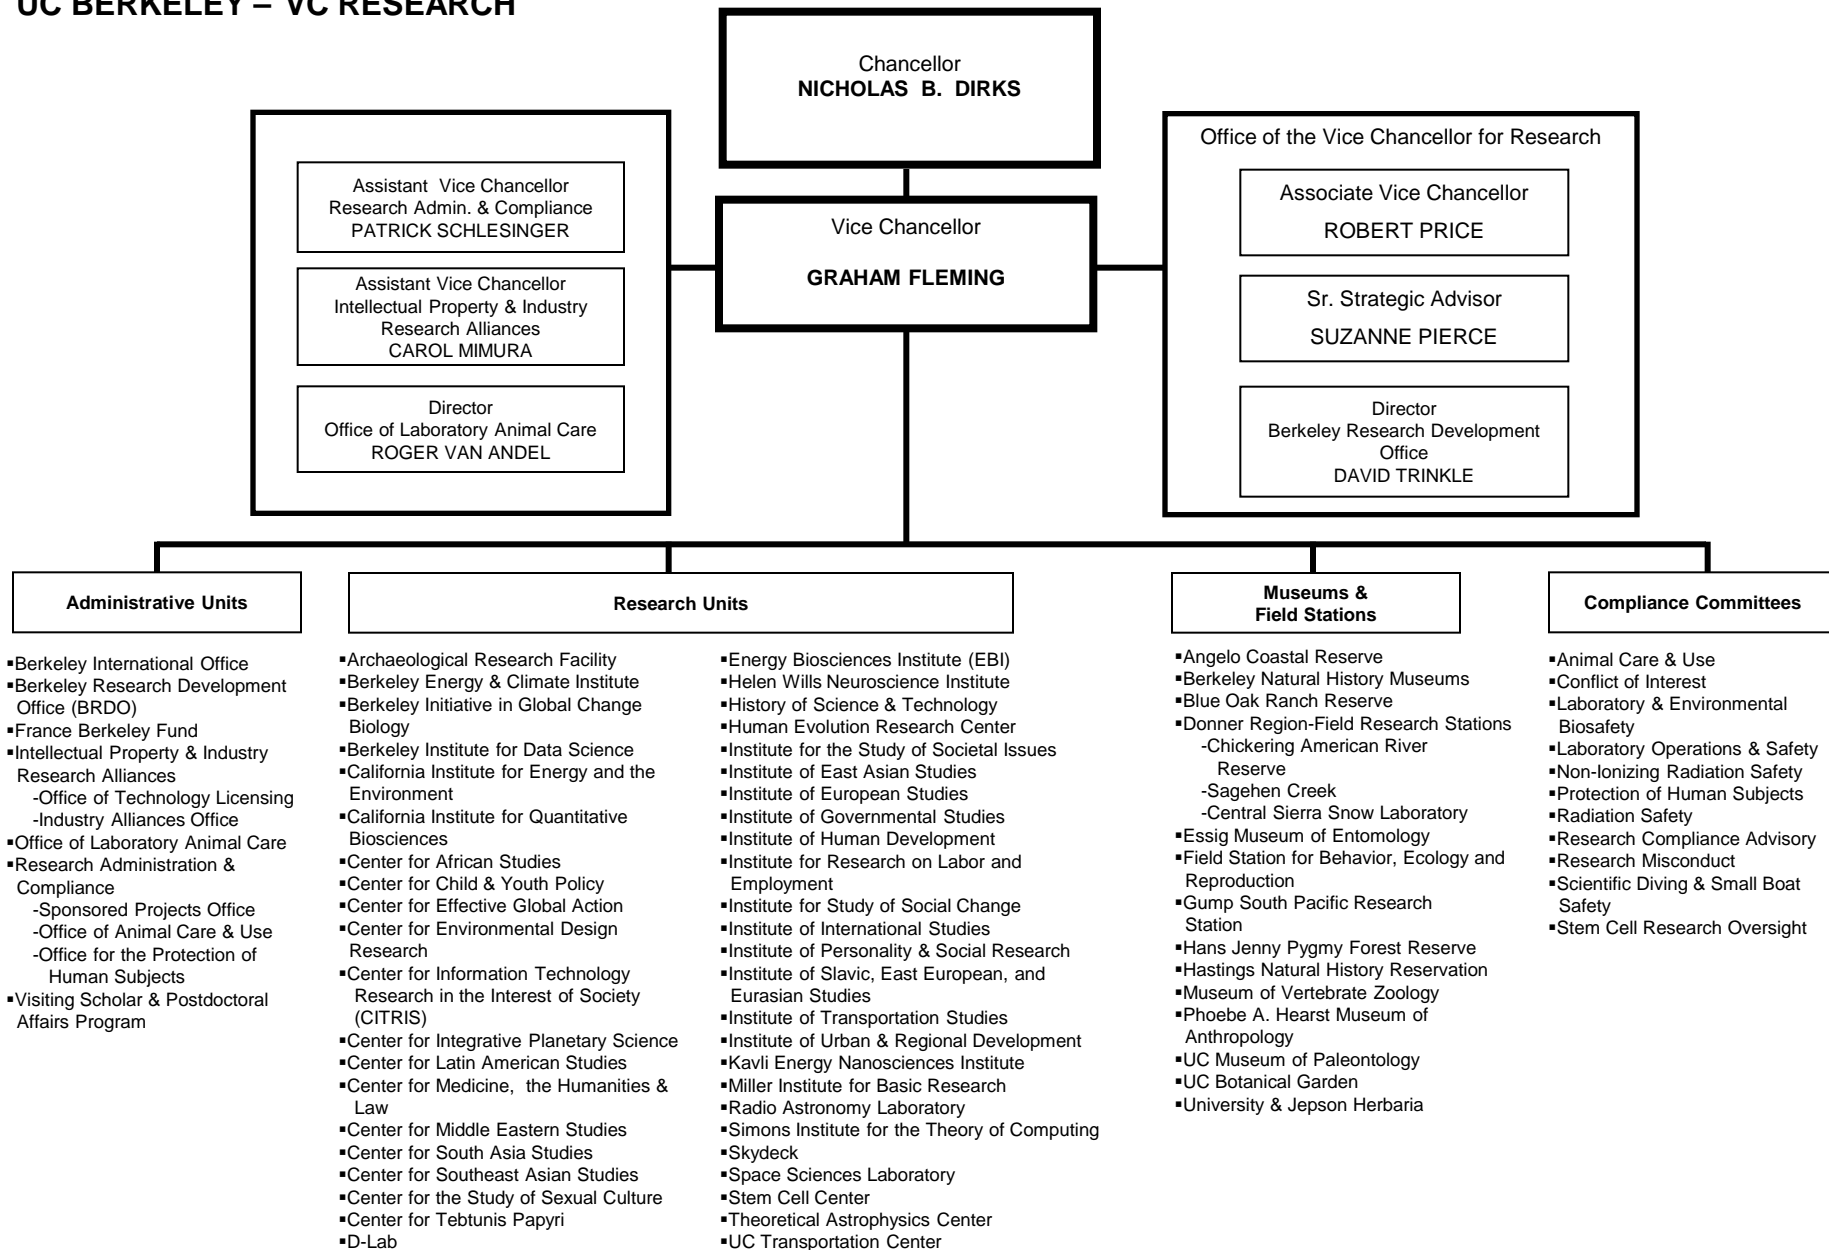 UC BERKELEY – VC RESEARCH
Chancellor
NICHOLAS B. DIRKS
Vice Chancellor
GRAHAM FLEMING
Assistant Vice Chancellor
Research Admin. & Compliance
PATRICK SCHLESINGER
Assistant Vice Chancellor
Intellectual Property & Industry
Research Alliances
CAROL MIMURA
Director
Office of Laboratory Animal Care
ROGER VAN ANDEL
Office of the Vice Chancellor for Research
Associate Vice Chancellor
ROBERT PRICE
Sr. Strategic Advisor
SUZANNE PIERCE
Director
Berkeley Research Development
Office
DAVID TRINKLE
Administrative Units
▪Berkeley International Office
▪Berkeley Research Development
Office (BRDO)
▪France Berkeley Fund
▪Intellectual Property & Industry
Research Alliances
-Office of Technology Licensing
-Industry Alliances Office
▪Office of Laboratory Animal Care
▪Research Administration &
Compliance
-Sponsored Projects Office
-Office of Animal Care & Use
-Office for the Protection of
Human Subjects
▪Visiting Scholar & Postdoctoral
Affairs Program
Research Units
▪Archaeological Research Facility
▪Berkeley Energy & Climate Institute
▪Berkeley Initiative in Global Change
Biology
▪Berkeley Institute for Data Science
▪California Institute for Energy and the
Environment
▪California Institute for Quantitative
Biosciences
▪Center for African Studies
▪Center for Child & Youth Policy
▪Center for Effective Global Action
▪Center for Environmental Design
Research
▪Center for Information Technology
Research in the Interest of Society
(CITRIS)
▪Center for Integrative Planetary Science
▪Center for Latin American Studies
▪Center for Medicine, the Humanities &
Law
▪Center for Middle Eastern Studies
▪Center for South Asia Studies
▪Center for Southeast Asian Studies
▪Center for the Study of Sexual Culture
▪Center for Tebtunis Papyri
▪D-Lab
▪Energy Biosciences Institute (EBI)
▪Helen Wills Neuroscience Institute
▪History of Science & Technology
▪Human Evolution Research Center
▪Institute for the Study of Societal Issues
▪Institute of East Asian Studies
▪Institute of European Studies
▪Institute of Governmental Studies
▪Institute of Human Development
▪Institute for Research on Labor and
Employment
▪Institute for Study of Social Change
▪Institute of International Studies
▪Institute of Personality & Social Research
▪Institute of Slavic, East European, and
Eurasian Studies
▪Institute of Transportation Studies
▪Institute of Urban & Regional Development
▪Kavli Energy Nanosciences Institute
▪Miller Institute for Basic Research
▪Radio Astronomy Laboratory
▪Simons Institute for the Theory of Computing
▪Skydeck
▪Space Sciences Laboratory
▪Stem Cell Center
▪Theoretical Astrophysics Center
▪UC Transportation Center
Museums &
Field Stations
▪Angelo Coastal Reserve
▪Berkeley Natural History Museums
▪Blue Oak Ranch Reserve
▪Donner Region-Field Research Stations
-Chickering American River
Reserve
-Sagehen Creek
-Central Sierra Snow Laboratory
▪Essig Museum of Entomology
▪Field Station for Behavior, Ecology and
Reproduction
▪Gump South Pacific Research
Station
▪Hans Jenny Pygmy Forest Reserve
▪Hastings Natural History Reservation
▪Museum of Vertebrate Zoology
▪Phoebe A. Hearst Museum of
Anthropology
▪UC Museum of Paleontology
▪UC Botanical Garden
▪University & Jepson Herbaria
Compliance Committees
▪Animal Care & Use
▪Conflict of Interest
▪Laboratory & Environmental
Biosafety
▪Laboratory Operations & Safety
▪Non-Ionizing Radiation Safety
▪Protection of Human Subjects
▪Radiation Safety
▪Research Compliance Advisory
▪Research Misconduct
▪Scientific Diving & Small Boat
Safety
▪Stem Cell Research Oversight